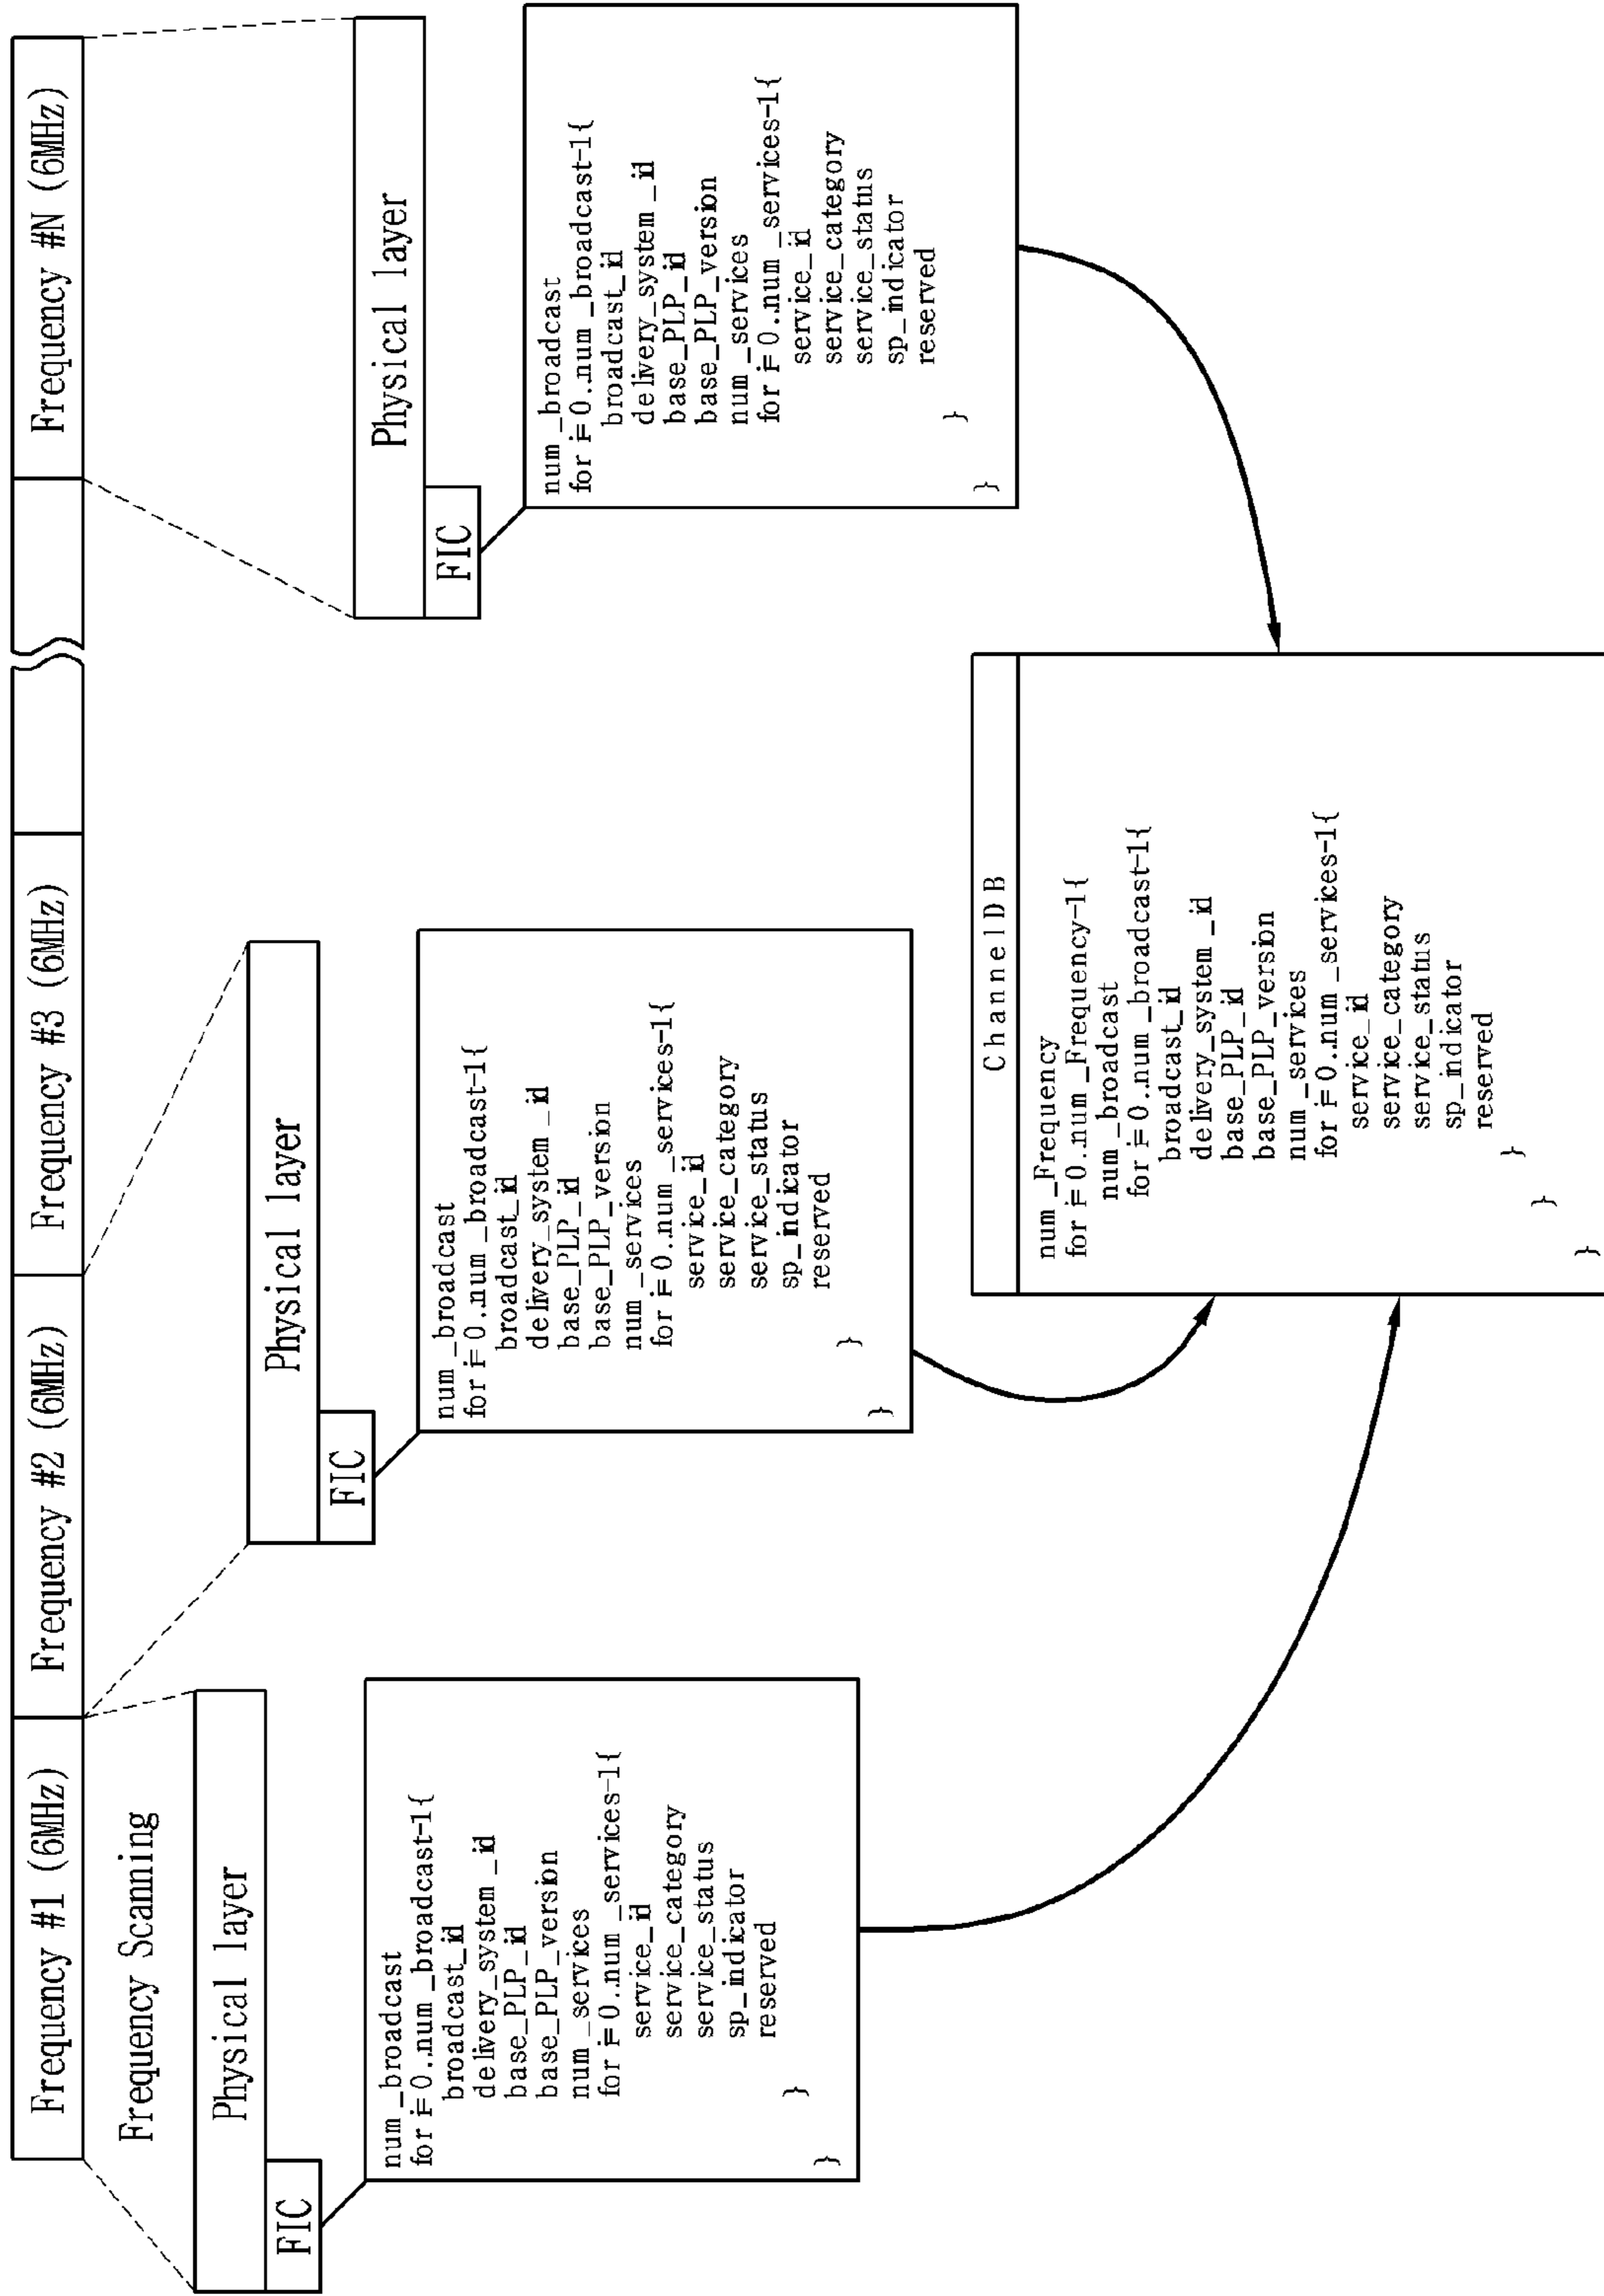 Frequency #1 (6MHz)
Frequency #2 (6MHz)
Frequency #3 (6MHz)
Frequency #N (6MHz)
Frequency Scanning
Physical layer
FIC
num_broadcast
for i=0..num_broadcast-1{
broadcast_id
delivery_system_id
base_PLP_id
base_PLP_version
num_services
for i=0..num_services-1{
service_id
service_category
service_status
sp_indicator
reserved
}
}
Physical layer
FIC
num_broadcast
for i=0..num_broadcast-1{
broadcast_id
delivery_system_id
base_PLP_id
base_PLP_version
num_services
for i=0..num_services-1{
service_id
service_category
service_status
sp_indicator
reserved
}
}
Physical layer
FIC
num_broadcast
for i=0..num_broadcast-1{
broadcast_id
delivery_system_id
base_PLP_id
base_PLP_version
num_services
for i=0..num_services-1{
service_id
service_category
service_status
sp_indicator
reserved
}
}
ChannelDB
num_Frequency
for i=0..num_Frequency-1{
num_broadcast
for i=0..num_broadcast-1{
broadcast_id
delivery_system_id
base_PLP_id
base_PLP_version
num_services
for i=0..num_services-1{
service_id
service_category
service_status
sp_indicator
reserved
}
}
}